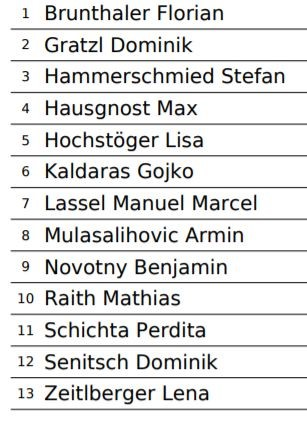 1 Brunthaler Florian
2 Gratzl Dominik
3 Hammerschmied Stefan
4 Hausgnost Max
5 Hochstöger Lisa
6 Kaldaras Gojko
7 Lassel Manuel Marcel
8 Mulasalihovic Armin
9 Novotny Benjamin
10 Raith Mathias
11 Schichta Perdita
12 Senitsch Dominik
13 Zeitlberger Lena